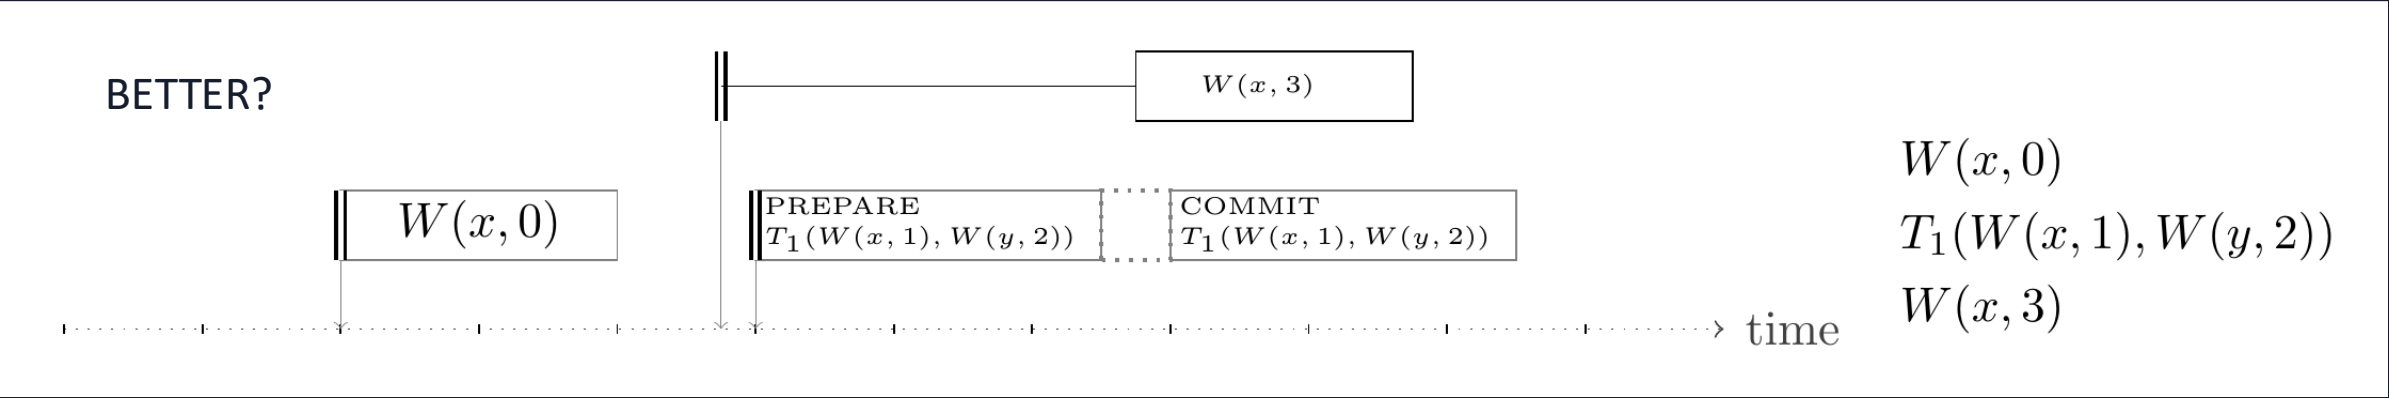 BETTER?
W(x, 3)
W(x, 0)
PREPARE
T₁(W(x, 1), W(y, 2))
COMMIT
T₁(W(x, 1), W(y, 2))
time
W(x, 0)
T₁(W(x, 1), W(y, 2))
W(x, 3)